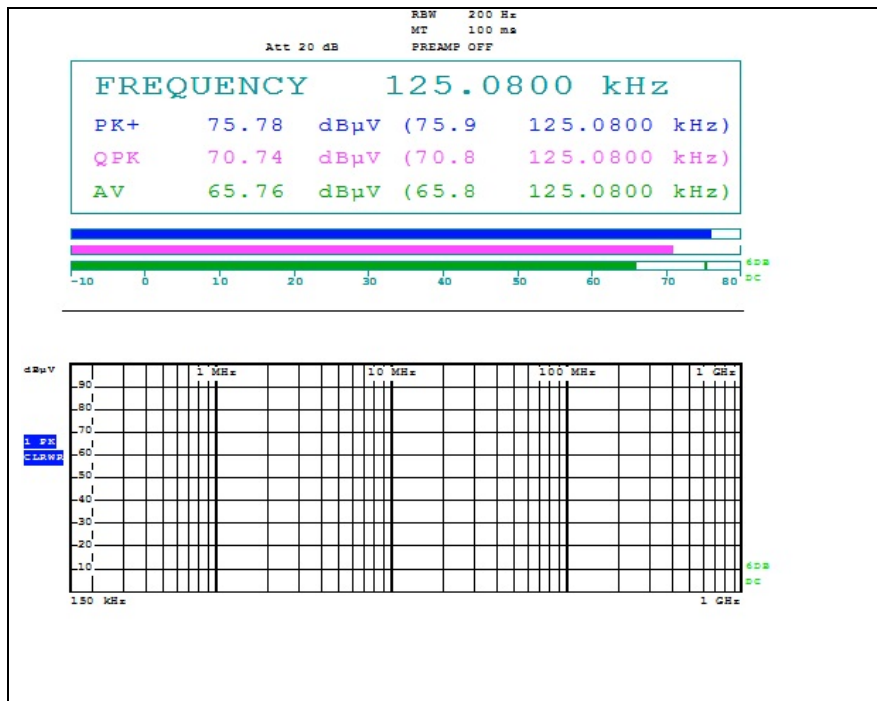 RBW 200 Hz
MT 100 ms
Att 20 dB PREAMP OFF
FREQUENCY 125.0800 kHz
PK+ 75.78 dBµV (75.9 125.0800 kHz)
QPK 70.74 dBµV (70.8 125.0800 kHz)
AV 65.76 dBµV (65.8 125.0800 kHz)
6DB
-10 0 10 20 30 40 50 60 70 80
DC
dBµV
1 MHz 10 MHz 100 MHz 1 GHz
90
80
70
1 PK
CLRWR
60
50
40
30
20
10
6DB
DC
150 kHz 1 GHz